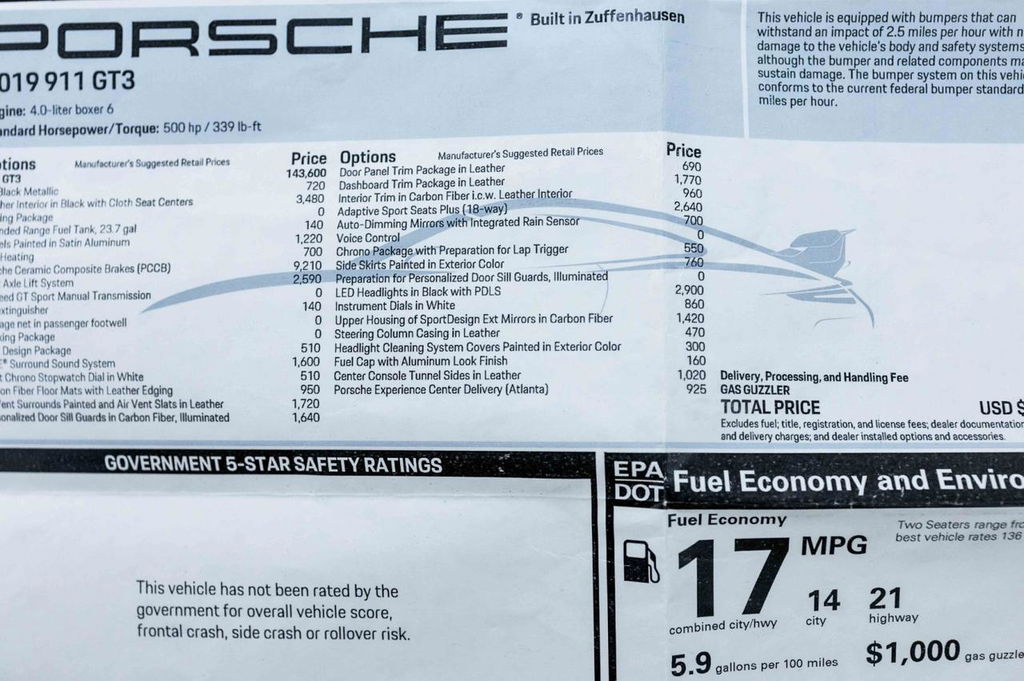 PORSCHE® Built in Zuffenhausen
019 911 GT3
gine: 4.0-liter boxer 6
ndard Horsepower/Torque: 500 hp / 339 lb-ft
This vehicle is equipped with bumpers that can
withstand an impact of 2.5 miles per hour with n
damage to the vehicle's body and safety systems
although the bumper and related components ma
sustain damage. The bumper system on this vehi
conforms to the current federal bumper standard
miles per hour.
tions Manufacturer's Suggested Retail Prices Price
GT3 143,600
Black Metallic 720
her Interior in Black with Cloth Seat Centers 3,480
ing Package 0
nded Range Fuel Tank, 23.7 gal 140
els Painted in Satin Aluminum 1,220
Heating 700
che Ceramic Composite Brakes (PCCB) 9,210
Axle Lift System 2,590
eed GT Sport Manual Transmission 0
xtinguisher 140
age net in passenger footwell 0
king Package 0
Design Package 510
E® Surround Sound System 1,600
t Chrono Stopwatch Dial in White 510
on Fiber Floor Mats with Leather Edging 950
ent Surrounds Painted and Air Vent Slats in Leather 1,720
onalized Door Sill Guards in Carbon Fiber, Illuminated 1,640
Options Manufacturer's Suggested Retail Prices Price
Door Panel Trim Package in Leather 690
Dashboard Trim Package in Leather 1,770
Interior Trim in Carbon Fiber i.c.w. Leather Interior 960
Adaptive Sport Seats Plus (18-way) 2,640
Auto-Dimming Mirrors with Integrated Rain Sensor 700
Voice Control 0
Chrono Package with Preparation for Lap Trigger 550
Side Skirts Painted in Exterior Color 760
Preparation for Personalized Door Sill Guards, Illuminated 0
LED Headlights in Black with PDLS 2,900
Instrument Dials in White 860
Upper Housing of SportDesign Ext Mirrors in Carbon Fiber 1,420
Steering Column Casing in Leather 470
Headlight Cleaning System Covers Painted in Exterior Color 300
Fuel Cap with Aluminum Look Finish 160
Center Console Tunnel Sides in Leather 1,020
Porsche Experience Center Delivery (Atlanta) 925
Delivery, Processing, and Handling Fee
GAS GUZZLER
TOTAL PRICE USD $
Excludes fuel; title, registration, and license fees; dealer documentation
and delivery charges; and dealer installed options and accessories.
GOVERNMENT 5-STAR SAFETY RATINGS
This vehicle has not been rated by the
government for overall vehicle score,
frontal crash, side crash or rollover risk.
EPA
DOT
Fuel Economy and Enviro
Fuel Economy
17 MPG
combined city/hwy
14
city
21
highway
Two Seaters range fro
best vehicle rates 136
5.9 gallons per 100 miles
$1,000 gas guzzle